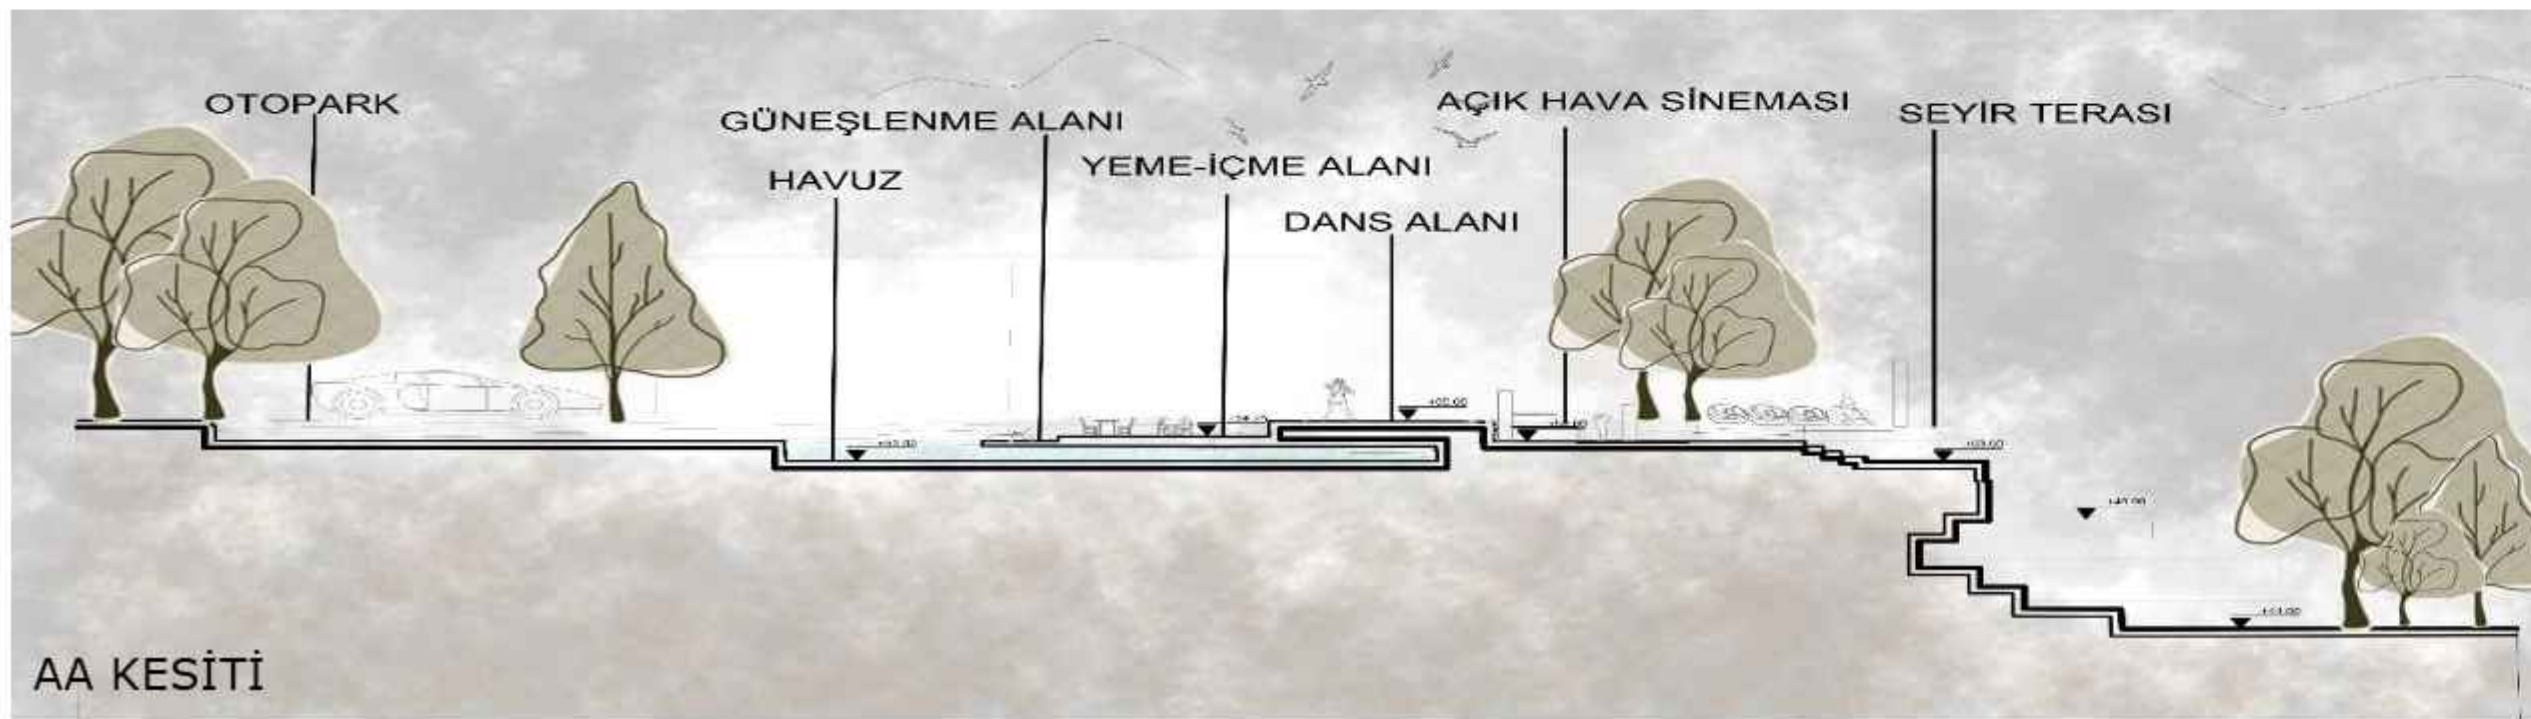 OTOPARK
GÜNEŞLENME ALANI
HAVUZ
YEME-İÇME ALANI
DANS ALANI
AÇIK HAVA SİNEMASI
SEYİR TERASI
AA KESİTİ